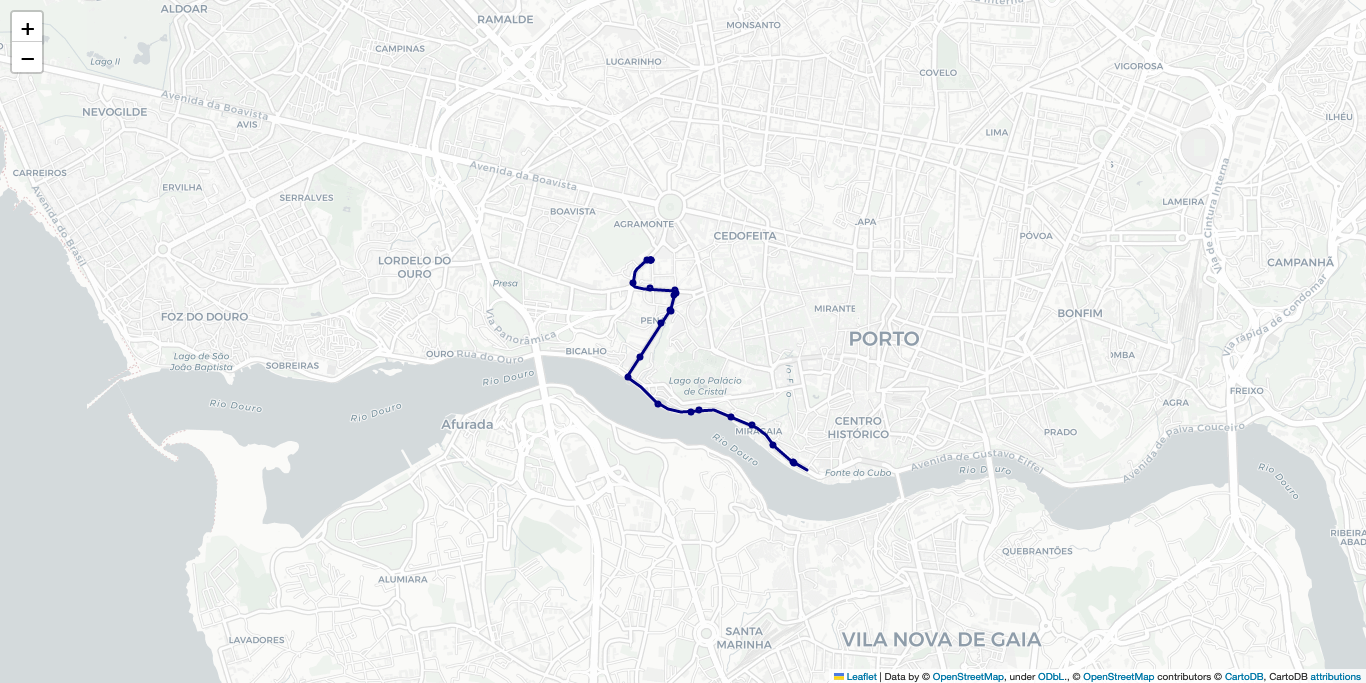 +
−
ALDOAR
RAMALDE
MONSANTO
CAMPINAS
Lago II
LUGARINHO
COVELO
VIGOROSA
Avenida da Boavista
NEVOGILDE
AVIS
LIMA
ILHÉU
CARREIROS
Avenida da Boavista
ERVILHA
SERRALVES
Avenida do Brasil
BOAVISTA
AGRAMONTE
CEDOFEITA
LAPA
PÓVOA
LAMEIRA
Via de Cintura Interna
LORDELO DO
OURO
CAMPANHÃ
Presa
FOZ DO DOURO
Via Panorâmica
PEN
MIRANTE
PORTO
BONFIM
Via rápida de Gondomar
Lago de São
João Baptista
SOBREIRAS
OURO
Rua do Ouro
BICALHO
OMBA
Rio Douro
Rio Douro
Rio Douro
Lago do Palácio
de Cristal
FREIXO
AGRA
Afurada
MIRAGAIA
CENTRO
HISTÓRICO
PRADO
Avenida de Paiva Couceiro
Rio Douro
Fonte do Cubo
Avenida de Gustavo Eiffel
Rio Douro
Rio Douro
QUEBRANTÕES
RIBEIRA
ABAD
ALUMIARA
LAVADORES
SANTA
MARINHA
VILA NOVA DE GAIA
Leaflet | Data by © OpenStreetMap, under ODbL., © OpenStreetMap contributors © CartoDB, CartoDB attributions